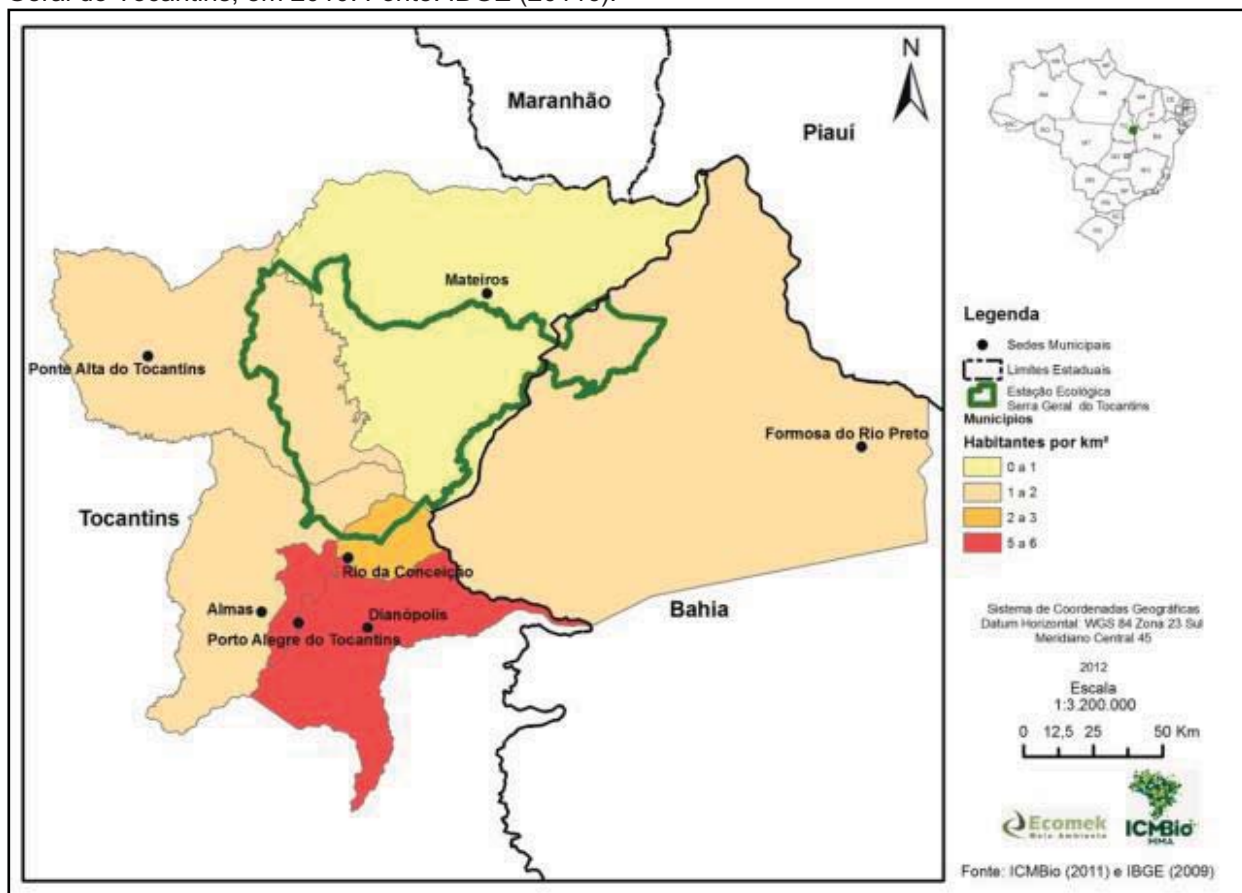 Geral do Tocantins, em 2010. Fonte: IBGE (2011c).
N
Maranhão
Piauí
Mateiros
Ponte Alta do Tocantins
Formosa do Rio Preto
Tocantins
Rio da Conceição
Almas
Dianópolis
Porto Alegre do Tocantins
Bahia
Legenda
Sedes Municipais
Limites Estaduais
Estação Ecológica
Serra Geral do Tocantins
Municípios
Habitantes por km²
0 a 1
1 a 2
2 a 3
5 a 6
Sistema de Coordenadas Geográficas
Datum Horizontal: WGS 84 Zona 23 Sul
Meridiano Central 45
2012
Escala
1:3.200.000
0 12,5 25 50 Km
Ecomek
Meio Ambiente
ICMBio
MMA
Fonte: ICMBio (2011) e IBGE (2009)